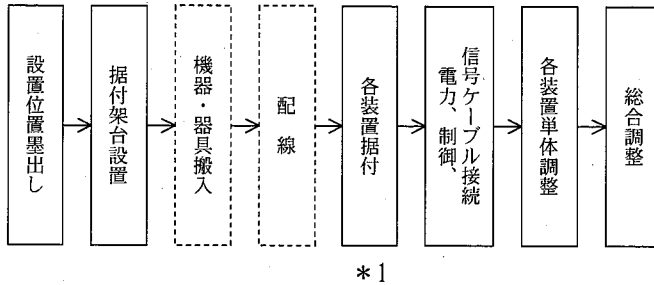 設置位置墨出し
据付架台設置
機器・器具搬入
配線
各装置据付
電力、制御、
信号ケーブル接続
各装置単体調整
総合調整
*1